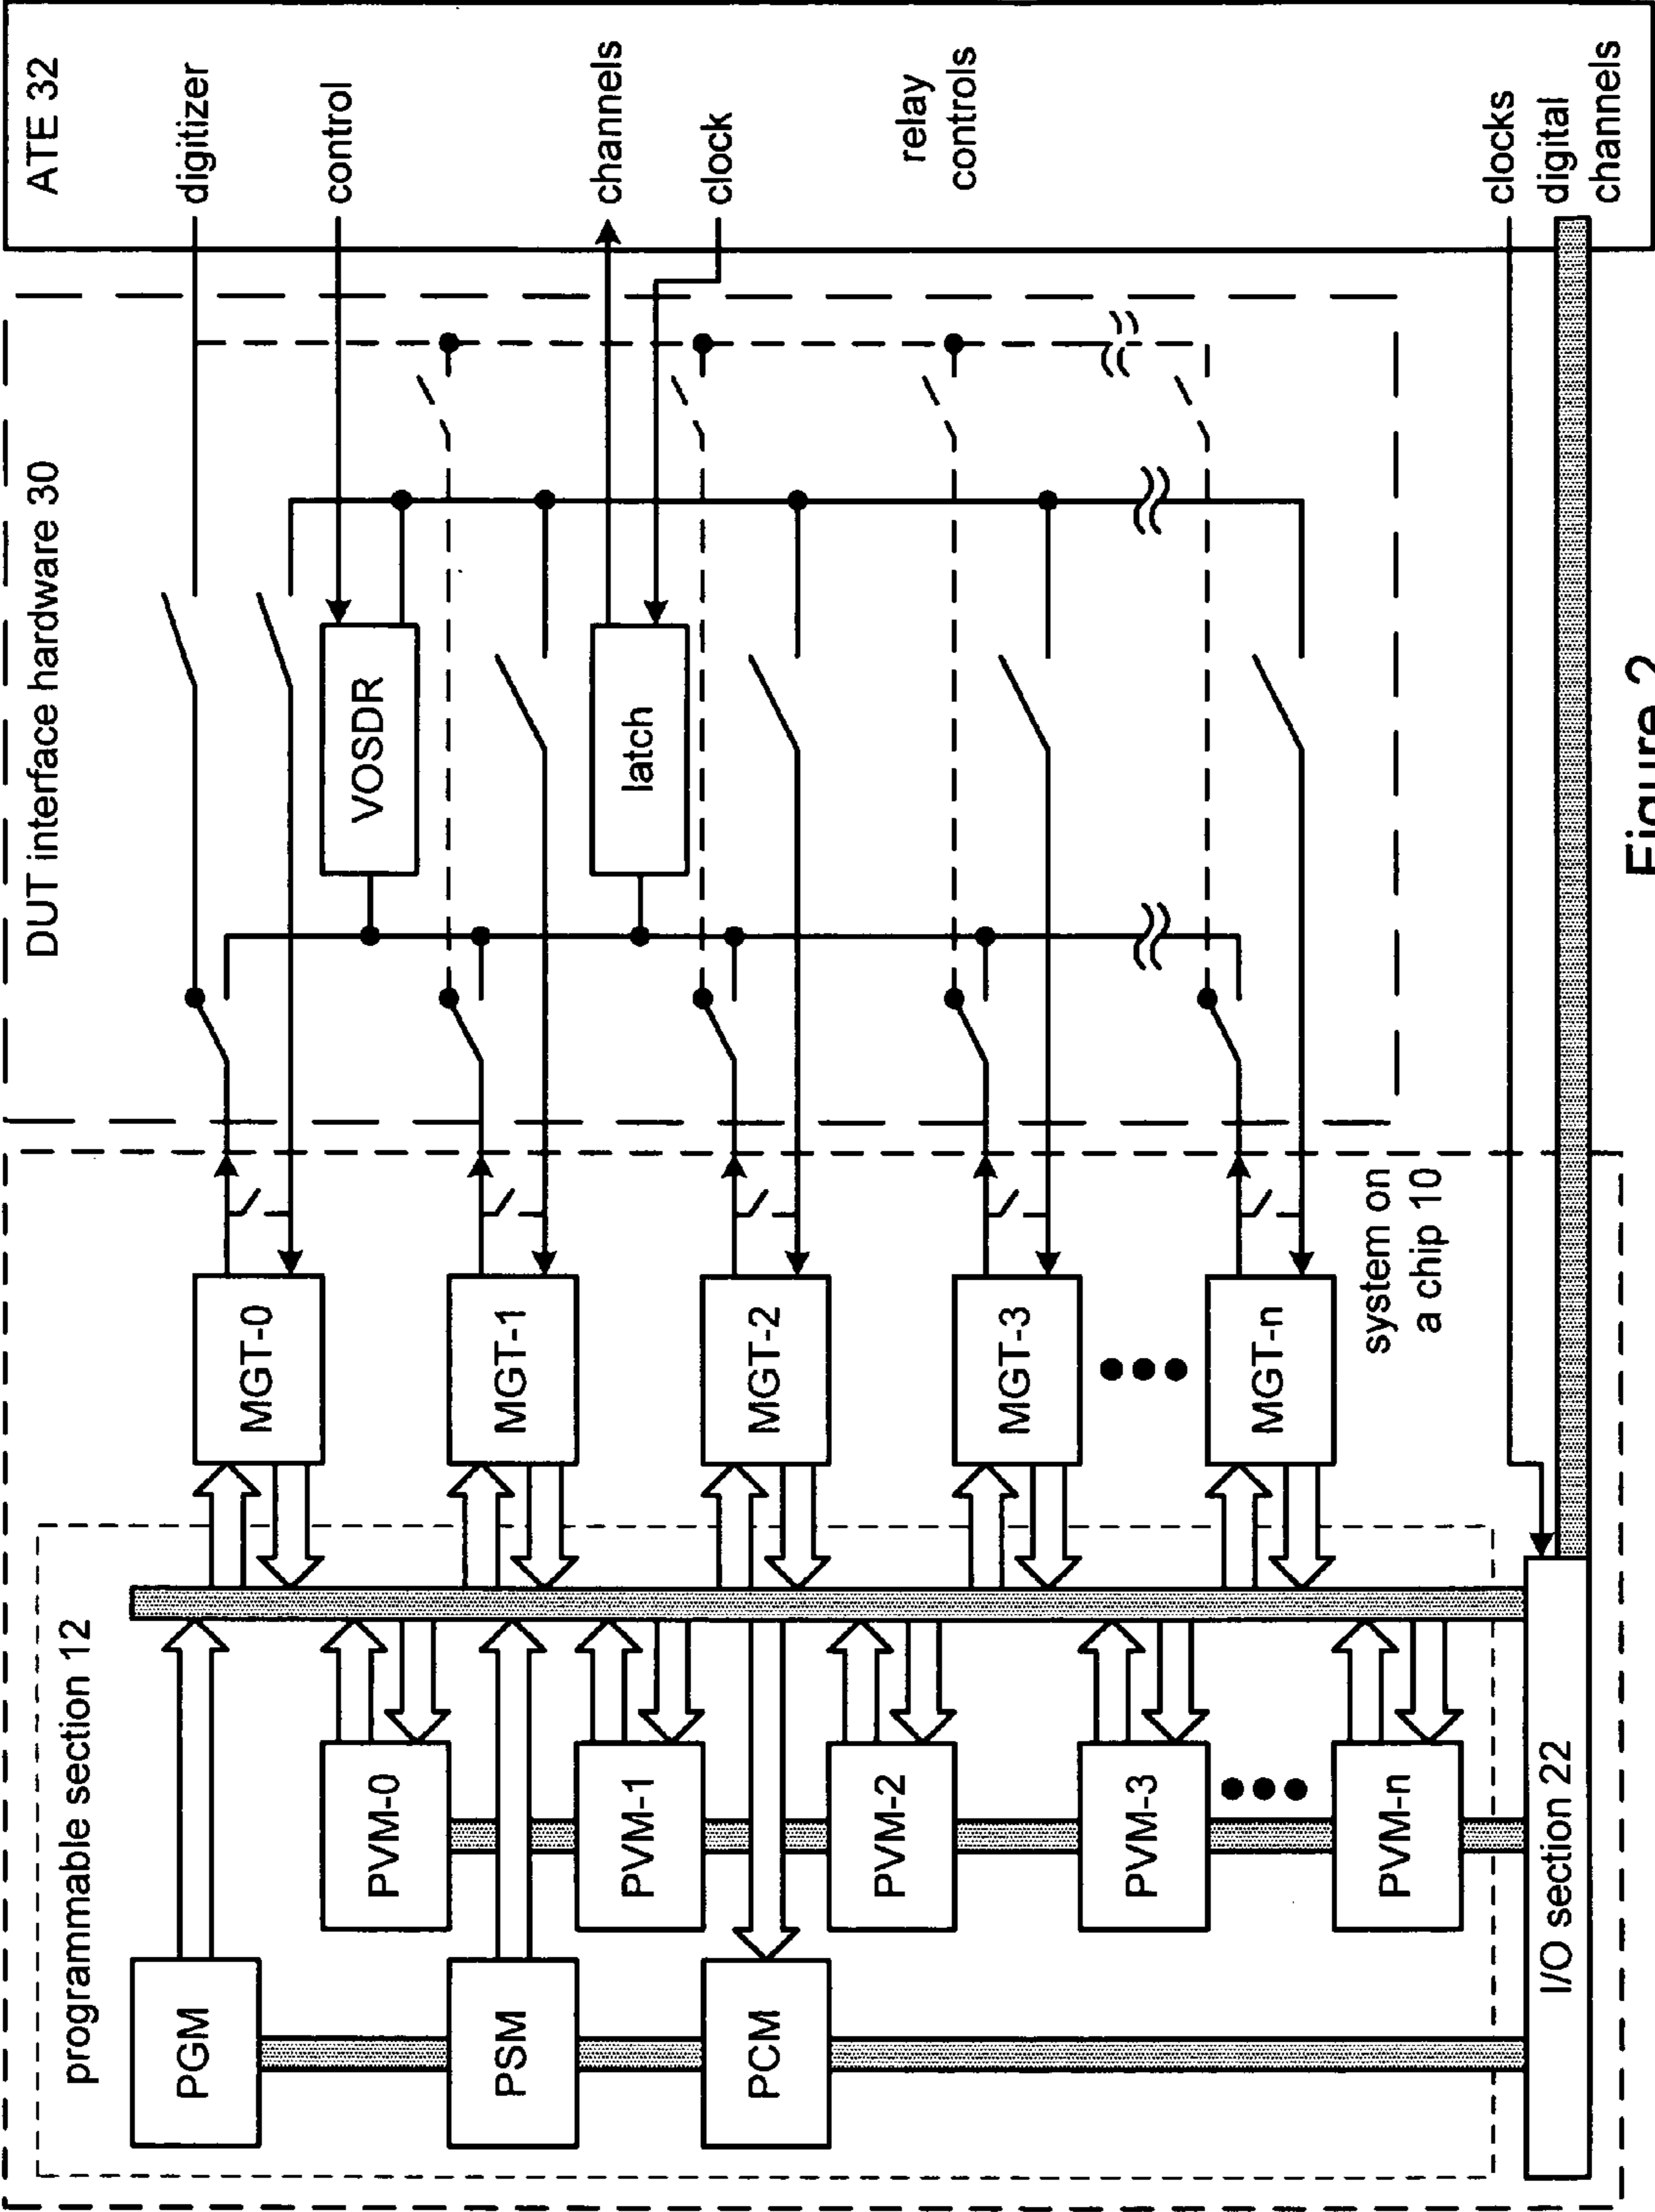 programmable section 12
PGM
PSM
PCM
PVM-0
PVM-1
PVM-2
PVM-3
PVM-n
I/O section 22
MGT-0
MGT-1
MGT-2
MGT-3
MGT-n
system on
a chip 10
DUT interface hardware 30
VOSDR
latch
ATE 32
digitizer
control
channels
clock
relay
controls
clocks
digital
channels
Figure 2